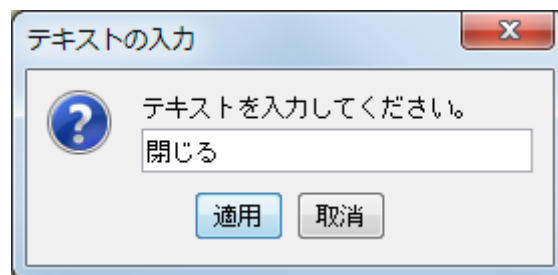 テキストの入力
テキストを入力してください。
閉じる
適用 取消